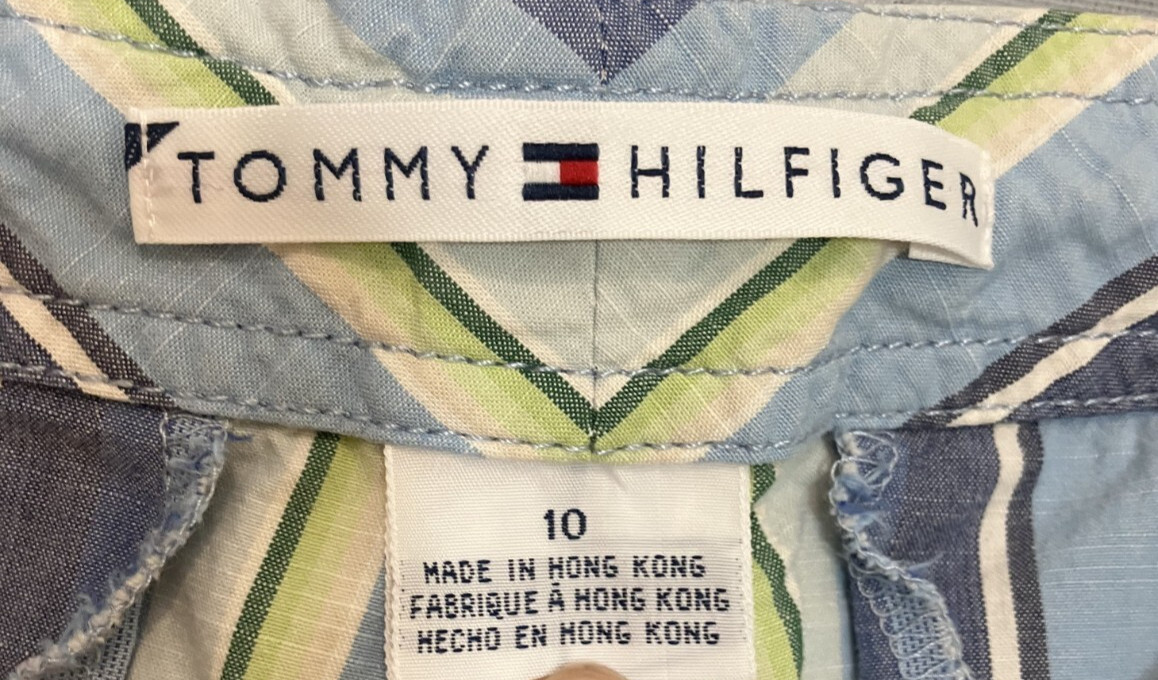 TOMMY HILFIGER
10
MADE IN HONG KONG
FABRIQUE À HONG KONG
HECHO EN HONG KONG